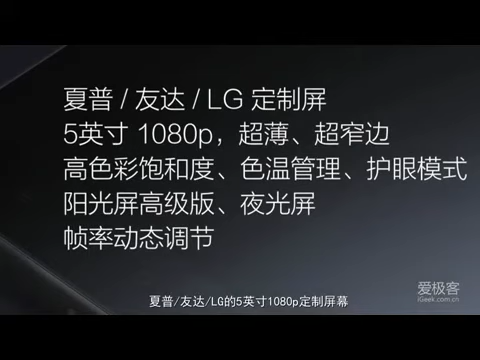 夏普 / 友达 / LG 定制屏
5英寸 1080p，超薄、超窄边
高色彩饱和度、色温管理、护眼模式
阳光屏高级版、夜光屏
帧率动态调节
爱极客
iGeek.com.cn
夏普/友达/LG的5英寸1080p定制屏幕